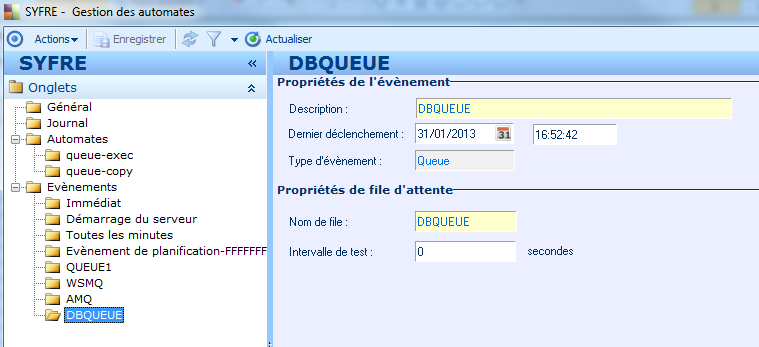 SYFRE - Gestion des automates
Actions Enregistrer Actualiser
SYFRE «
Onglets
Général
Journal
Automates
queue-exec
queue-copy
Evènements
Immédiat
Démarrage du serveur
Toutes les minutes
Evènement de planification-FFFFFFF
QUEUE1
WSMQ
AMQ
DBQUEUE
DBQUEUE
Propriétés de l'évènement
Description : DBQUEUE
Dernier déclenchement : 31/01/2013 31 16:52:42
Type d'évènement : Queue
Propriétés de file d'attente
Nom de file : DBQUEUE
Intervalle de test : 0 secondes